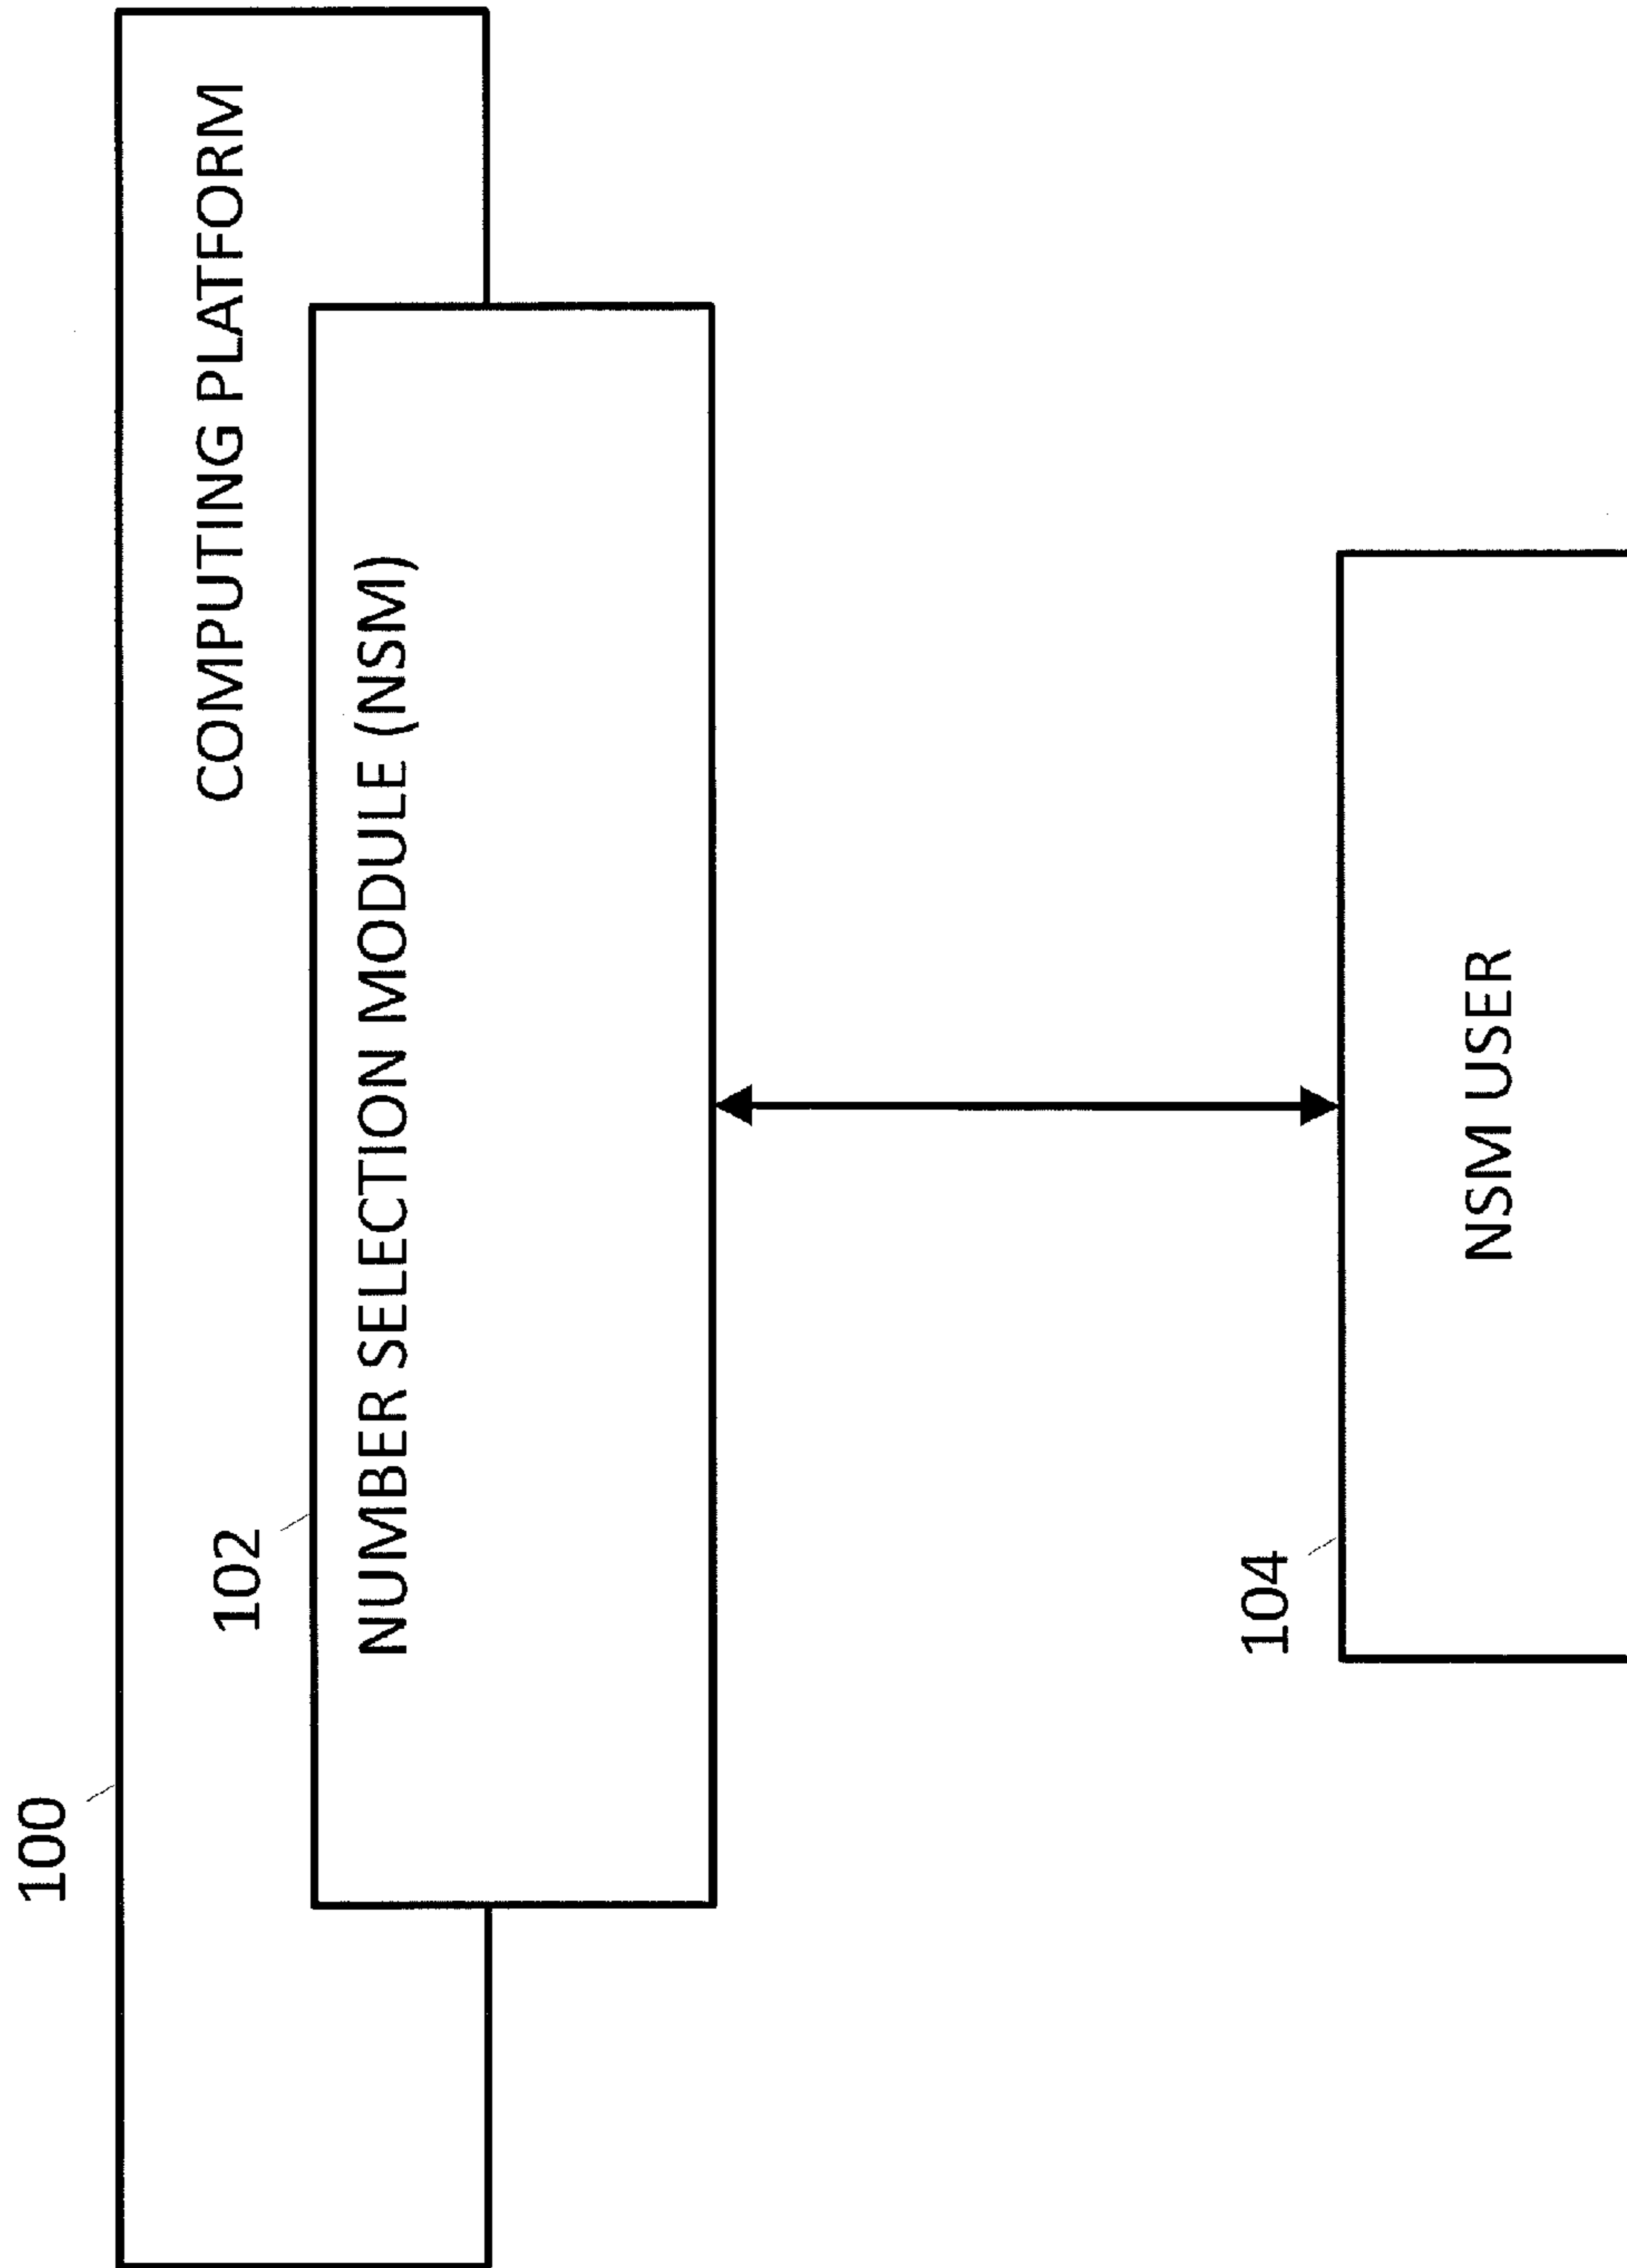 100
COMPUTING PLATFORM
102
NUMBER SELECTION MODULE (NSM)
104
NSM USER